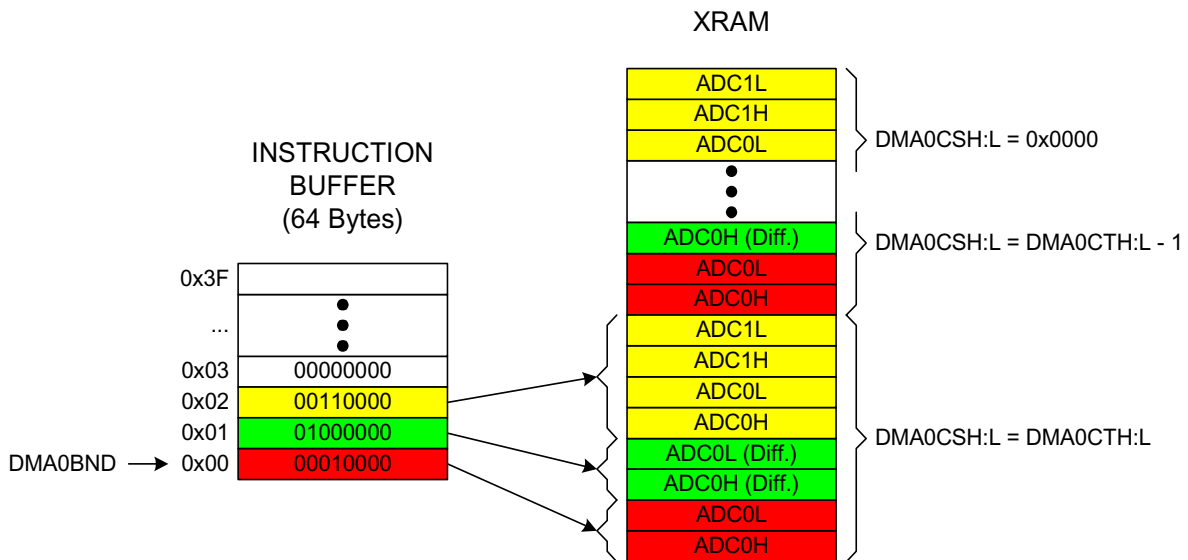 XRAM
ADC1L
ADC1H
ADC0L
DMA0CSH:L = 0x0000
INSTRUCTION
BUFFER
(64 Bytes)
ADC0H (Diff.)
DMA0CSH:L = DMA0CTH:L - 1
ADC0L
ADC0H
0x3F
...
0x03 00000000
0x02 00110000
0x01 01000000
DMA0BND 0x00 00010000
ADC1L
ADC1H
ADC0L
ADC0H
DMA0CSH:L = DMA0CTH:L
ADC0L (Diff.)
ADC0H (Diff.)
ADC0L
ADC0H